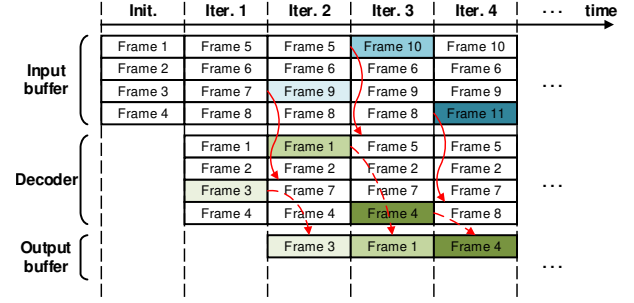 Init. Iter. 1 Iter. 2 Iter. 3 Iter. 4 ... time
Frame 1 Frame 5 Frame 5 Frame 10 Frame 10
Input Frame 2 Frame 6 Frame 6 Frame 6 Frame 6
buffer Frame 3 Frame 7 Frame 9 Frame 9 Frame 9 ...
Frame 4 Frame 8 Frame 8 Frame 8 Frame 11
Frame 1 Frame 1 Frame 5 Frame 5
Frame 2 Frame 2 Frame 2 Frame 2
Decoder Frame 3 Frame 7 Frame 7 Frame 7 ...
Frame 4 Frame 4 Frame 4 Frame 8
Output Frame 3 Frame 1 Frame 4
buffer ...